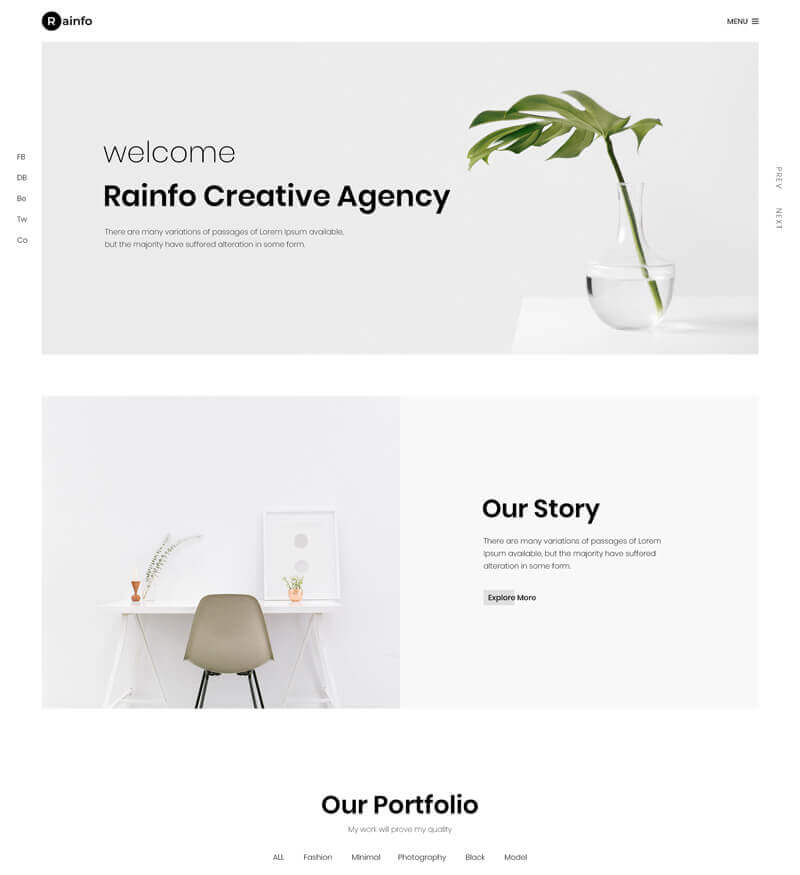 Rainfo
MENU
FB
DB
Be
Tw
Co
welcome
Rainfo Creative Agency
There are many variations of passages of Lorem Ipsum available,
but the majority have suffered alteration in some form.
PREV
NEXT
Our Story
There are many variations of passages of Lorem
Ipsum available, but the majority have suffered
alteration in some form.
Explore More
Our Portfolio
My work will prove my quality
ALL Fashion Minimal Photography Black Model